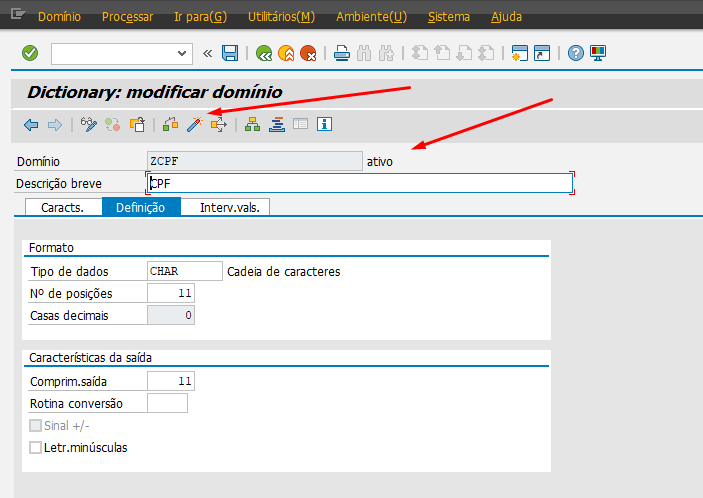 Domínio Processar Ir para(G) Utilitários(M) Ambiente(U) Sistema Ajuda
Dictionary: modificar domínio
Domínio ZCPF ativo
Descrição breve CPF
Caracts. Definição Interv.vals.
Formato
Tipo de dados CHAR Cadeia de caracteres
Nº de posições 11
Casas decimais 0
Características da saída
Comprim.saída 11
Rotina conversão
Sinal +/-
Letr.minúsculas